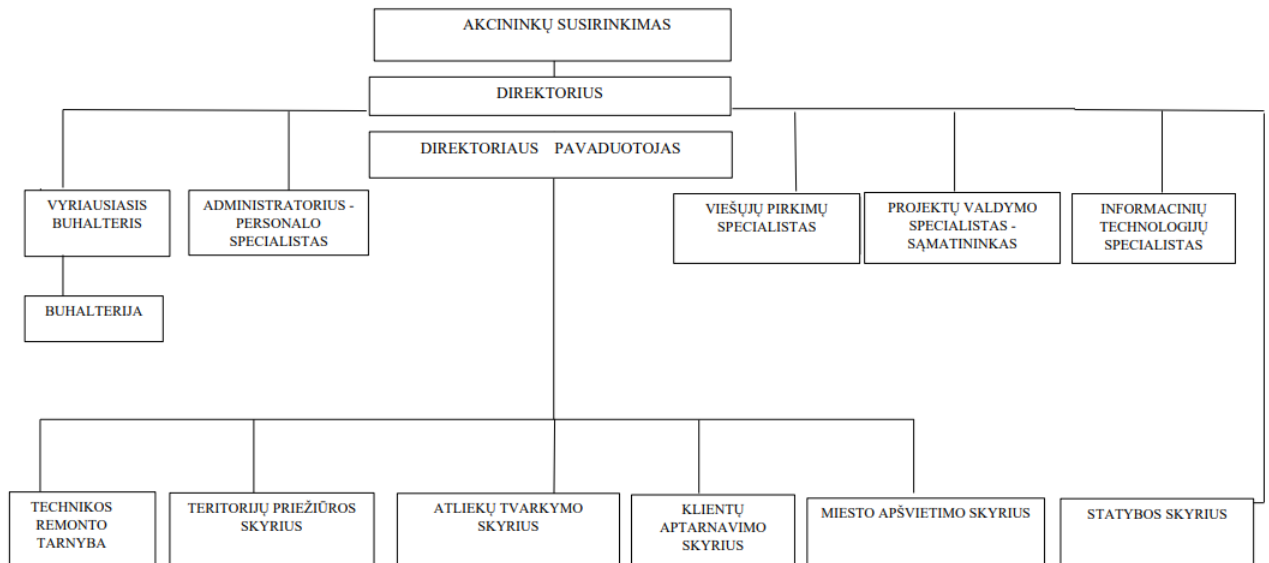 AKCININKŲ SUSIRINKIMAS
DIREKTORIUS
DIREKTORIAUS PAVADUOTOJAS
VYRIAUSIASIS
BUHALTERIS
ADMINISTRATORIUS -
PERSONALO
SPECIALISTAS
VIEŠŲJŲ PIRKIMŲ
SPECIALISTAS
PROJEKTŲ VALDYMO
SPECIALISTAS -
SĄMATININKAS
INFORMACINIŲ
TECHNOLOGIJŲ
SPECIALISTAS
BUHALTERIJA
TECHNIKOS
REMONTO
TARNYBA
TERITORIJŲ PRIEŽIŪROS
SKYRIUS
ATLIEKŲ TVARKYMO
SKYRIUS
KLIENTŲ
APTARNAVIMO
SKYRIUS
MIESTO APŠVIETIMO SKYRIUS
STATYBOS SKYRIUS